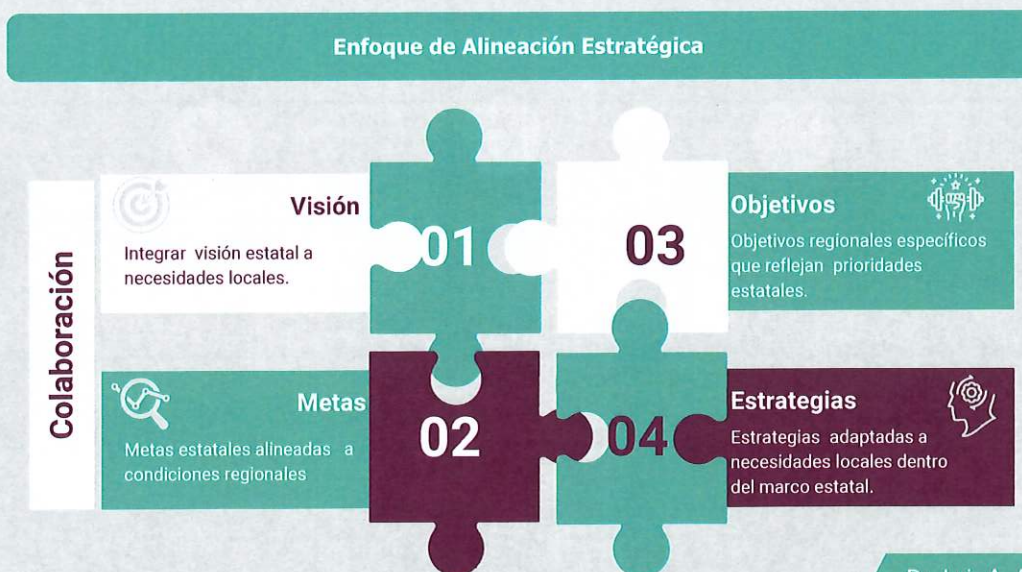 Enfoque de Alineación Estratégica
Colaboración
Visión
Integrar visión estatal a
necesidades locales.
01
Metas
Metas estatales alineadas a
condiciones regionales
02
03
Objetivos
Objetivos regionales específicos
que reflejan prioridades
estatales.
04
Estrategias
Estrategias adaptadas a
necesidades locales dentro
del marco estatal.